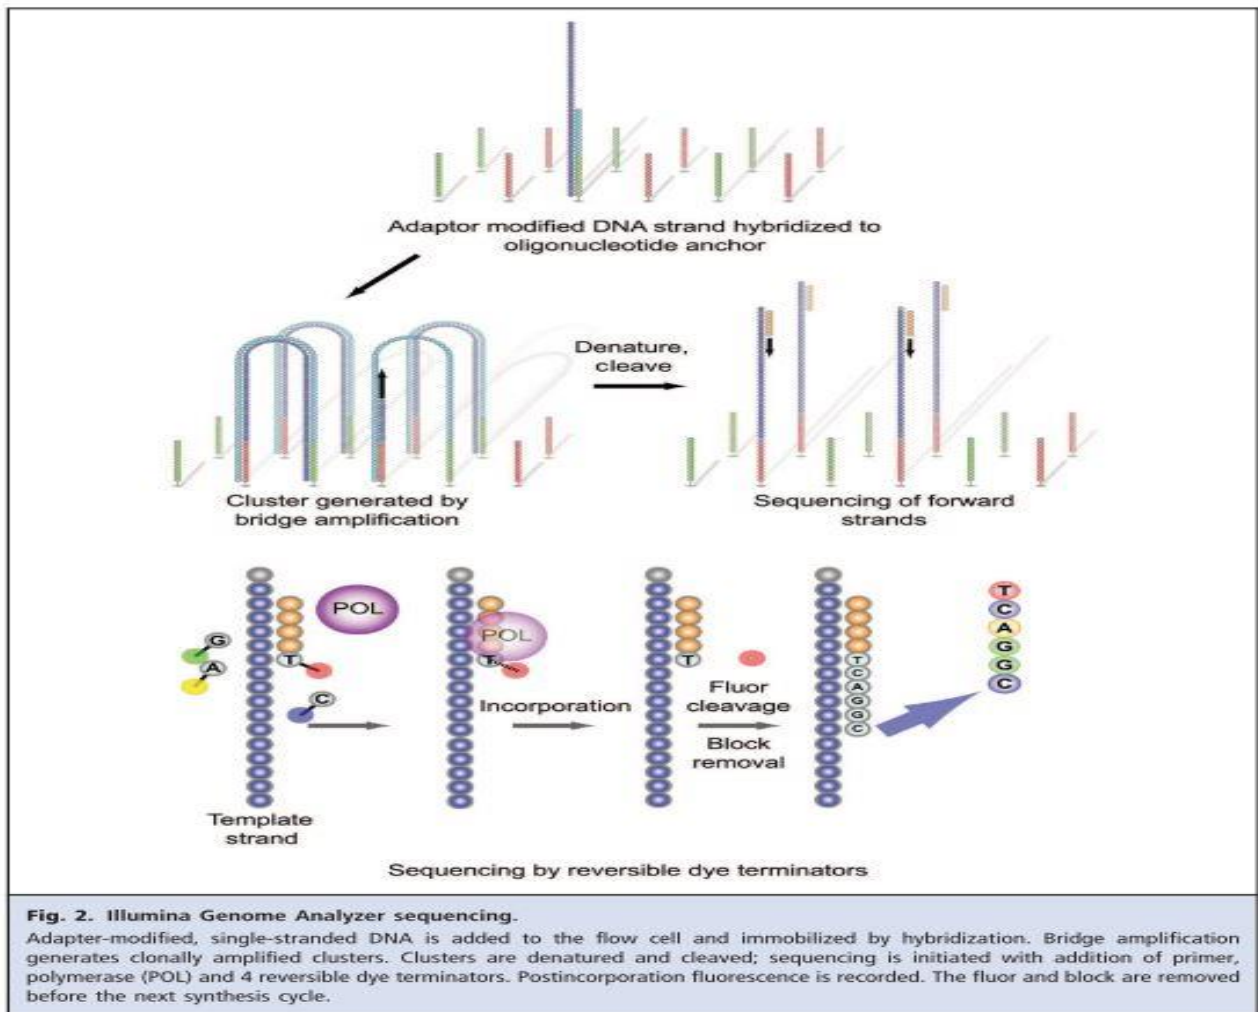 Adaptor modified DNA strand hybridized to
oligonucleotide anchor
Denature,
cleave
Cluster generated by
bridge amplification
Sequencing of forward
strands
POL
G
A
T
C
POL
T
Incorporation
T
Fluor
cleavage
Block
removal
T
C
A
G
G
C
T
C
A
G
G
C
Template
strand
Sequencing by reversible dye terminators
Fig. 2. Illumina Genome Analyzer sequencing.
Adapter-modified, single-stranded DNA is added to the flow cell and immobilized by hybridization. Bridge amplification
generates clonally amplified clusters. Clusters are denatured and cleaved; sequencing is initiated with addition of primer,
polymerase (POL) and 4 reversible dye terminators. Postincorporation fluorescence is recorded. The fluor and block are removed
before the next synthesis cycle.